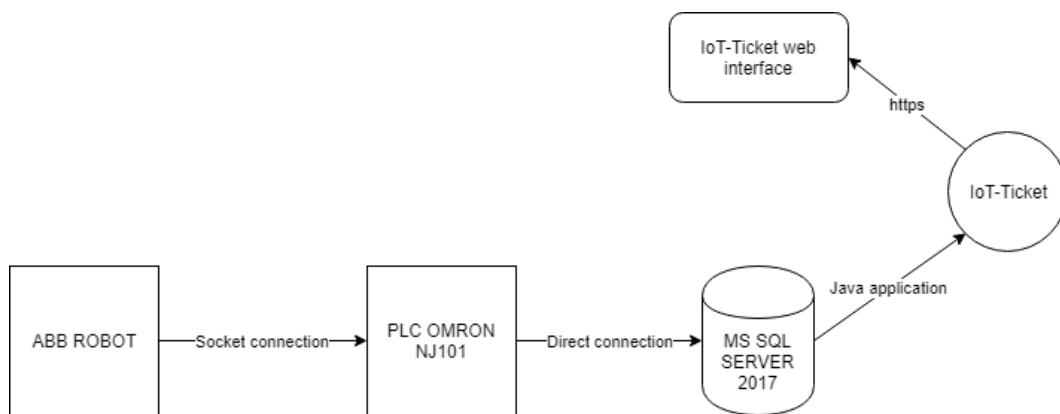 IoT-Ticket web
interface
https
IoT-Ticket
Java application
ABB ROBOT
Socket connection
PLC OMRON
NJ101
Direct connection
MS SQL
SERVER
2017